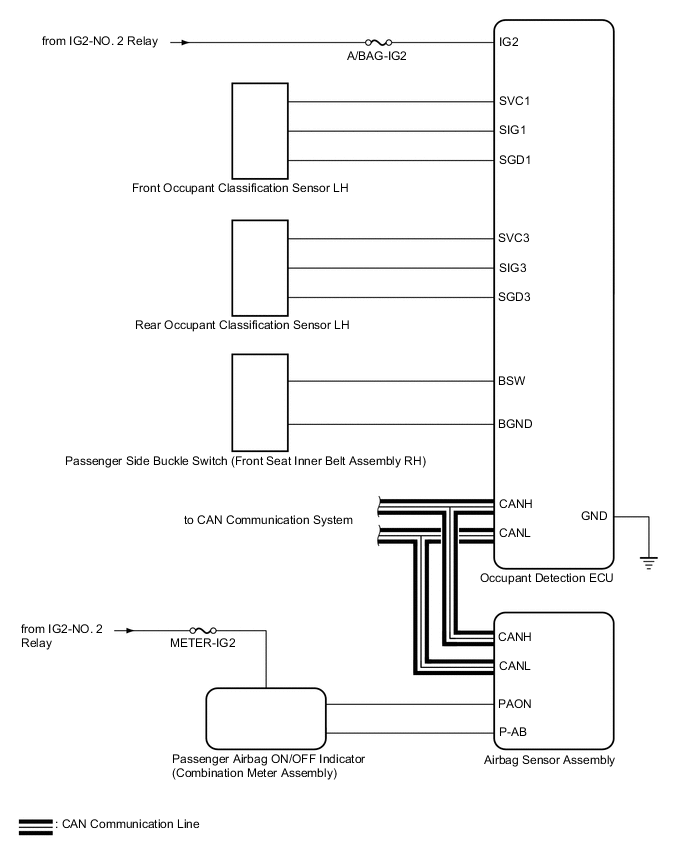 from IG2-NO. 2 Relay
A/BAG-IG2
IG2
SVC1
SIG1
SGD1
Front Occupant Classification Sensor LH
SVC3
SIG3
SGD3
Rear Occupant Classification Sensor LH
BSW
BGND
Passenger Side Buckle Switch (Front Seat Inner Belt Assembly RH)
to CAN Communication System
CANH
CANL
GND
Occupant Detection ECU
from IG2-NO. 2
Relay
METER-IG2
CANH
CANL
PAON
P-AB
Passenger Airbag ON/OFF Indicator
(Combination Meter Assembly)
Airbag Sensor Assembly
: CAN Communication Line